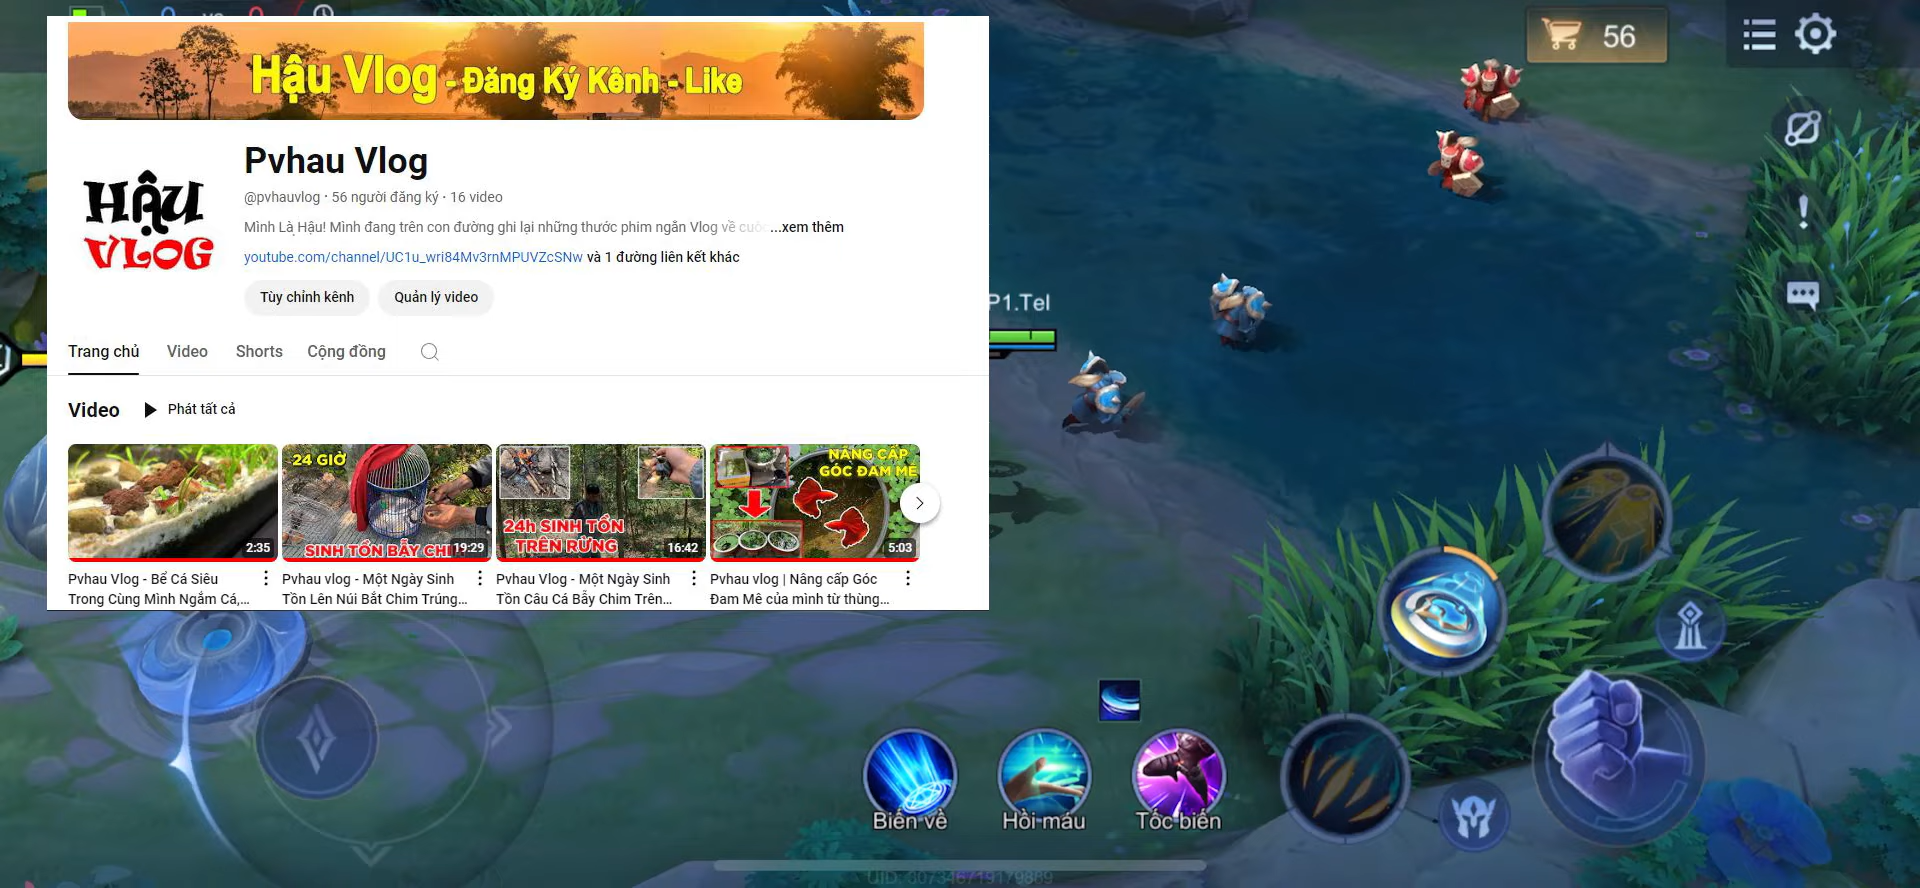 Hậu Vlog - Đăng Ký Kênh - Like
HẬU
VLOG
Pvhau Vlog
@pvhauvlog · 56 người đăng ký · 16 video
Mình Là Hậu! Mình đang trên con đường ghi lại những thước phim ngắn Vlog về cuộc ...xem thêm
youtube.com/channel/UC1u_wri84Mv3rnMPUVZcSNw và 1 đường liên kết khác
Tùy chỉnh kênh Quản lý video
Trang chủ Video Shorts Cộng đồng
Video Phát tất cả
2:35
24 GIỜ
SINH TỒN BẪY CHI
19:29
24h SINH TỒN
TRÊN RỪNG
16:42
NÂNG CẤP
GÓC ĐAM MÊ
5:03
Pvhau Vlog - Bể Cá Siêu
Trong Cùng Mình Ngắm Cá,...
Pvhau vlog - Một Ngày Sinh
Tồn Lên Núi Bắt Chim Trúng...
Pvhau Vlog - Một Ngày Sinh
Tồn Câu Cá Bẫy Chim Trên...
Pvhau vlog | Nâng cấp Góc
Đam Mê của mình từ thùng...
56
P1.Tel
Biến về Hồi máu Tốc biến
UID: 307346719179889